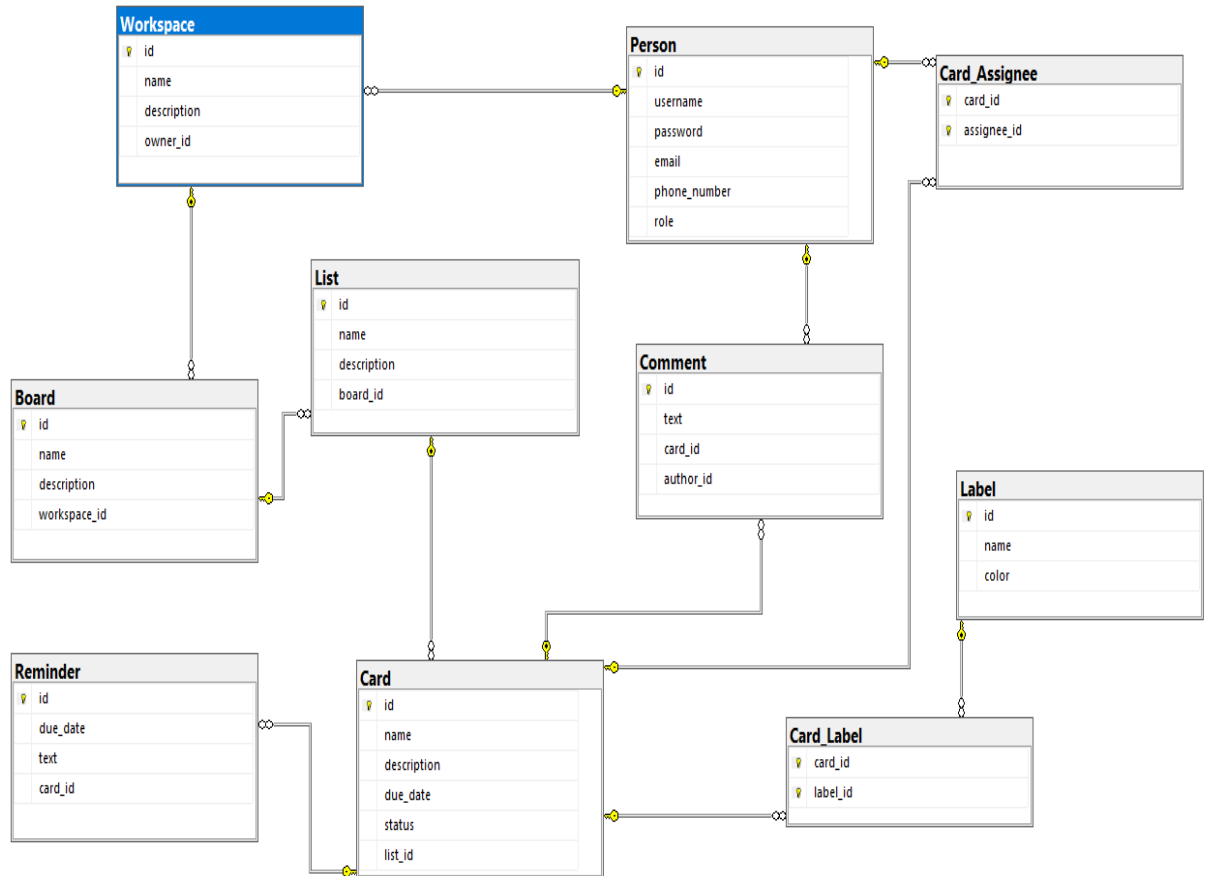 Workspace
id
name
description
owner_id
Person
id
username
password
email
phone_number
role
Card_Assignee
card_id
assignee_id
List
id
name
description
board_id
Board
id
name
description
workspace_id
Comment
id
text
card_id
author_id
Label
id
name
color
Reminder
id
due_date
text
card_id
Card
id
name
description
due_date
status
list_id
Card_Label
card_id
label_id